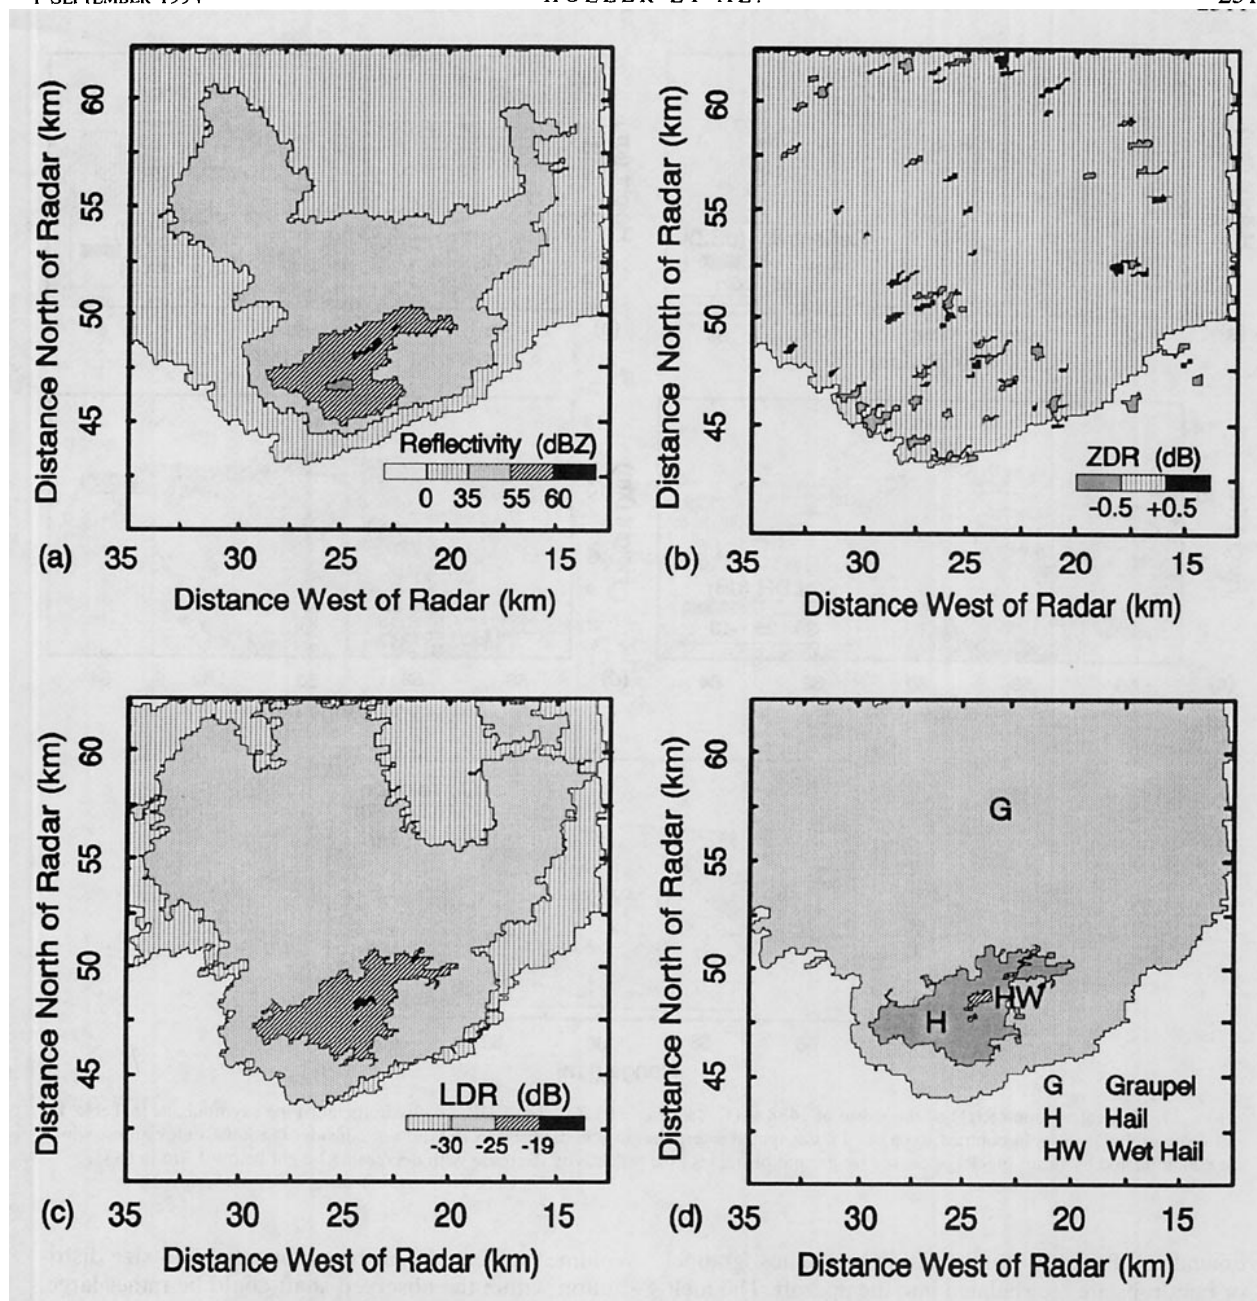 Distance North of Radar (km)
60
55
50
45
Reflectivity (dBZ)
0 35 55 60
(a)
35 30 25 20 15
Distance West of Radar (km)
Distance North of Radar (km)
60
55
50
45
ZDR (dB)
-0.5 +0.5
(b)
35 30 25 20 15
Distance West of Radar (km)
Distance North of Radar (km)
60
55
50
45
LDR (dB)
-30 -25 -19
(c)
35 30 25 20 15
Distance West of Radar (km)
Distance North of Radar (km)
60
55
50
45
G
HW
H
G Graupel
H Hail
HW Wet Hail
(d)
35 30 25 20 15
Distance West of Radar (km)